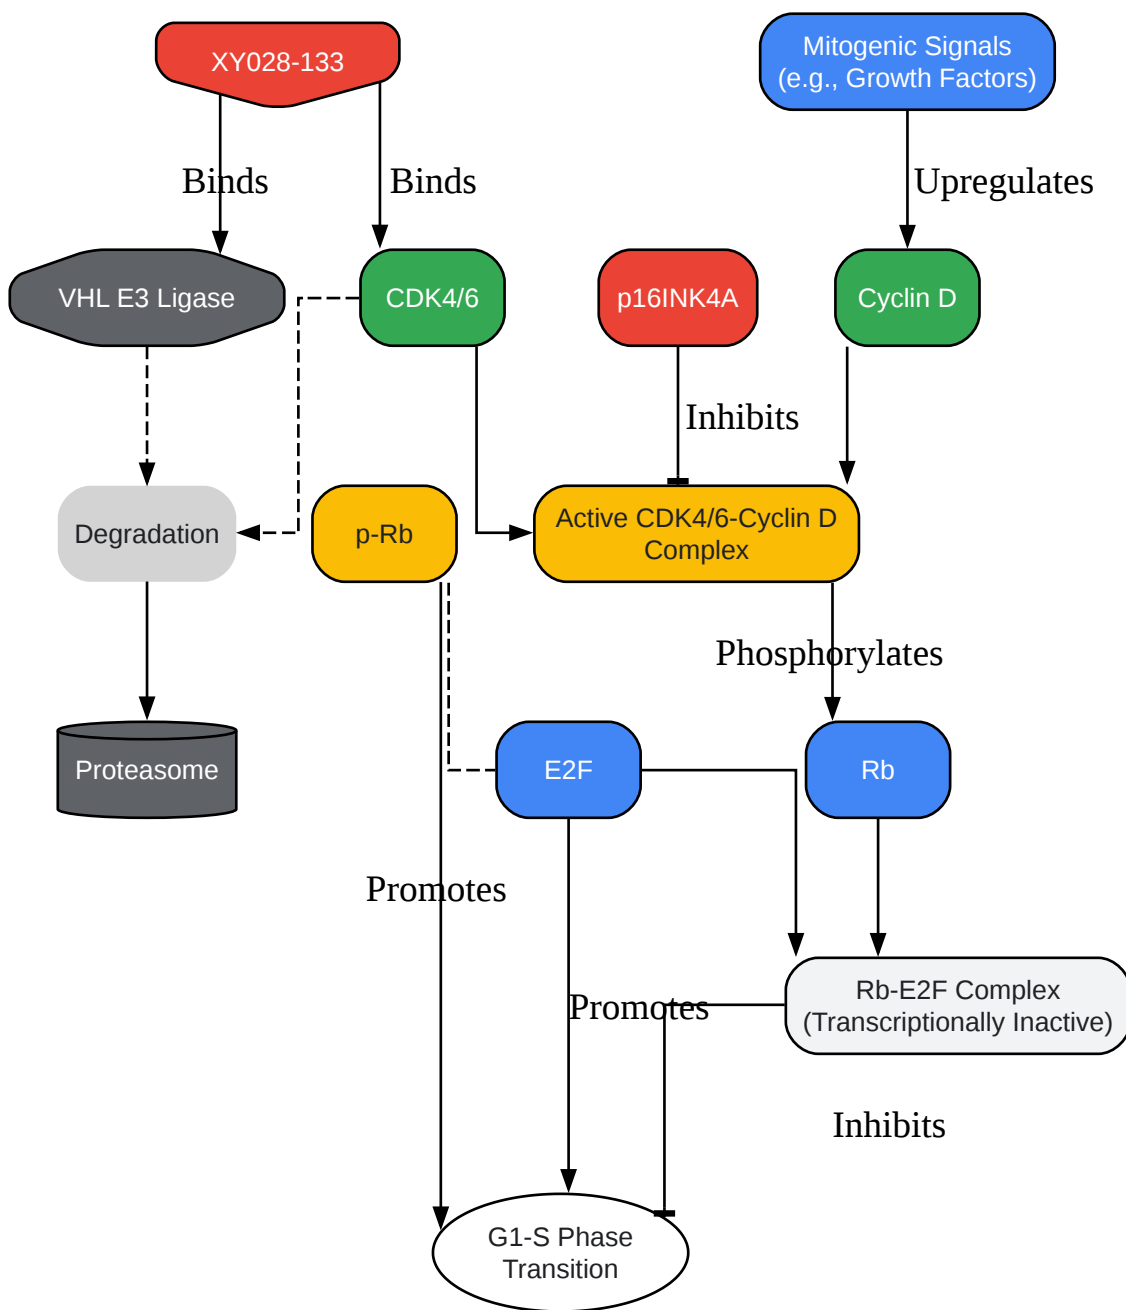 XY028-133
Mitogenic Signals
(e.g., Growth Factors)
Binds
Binds
Upregulates
VHL E3 Ligase
CDK4/6
p16INK4A
Cyclin D
Inhibits
Degradation
p-Rb
Active CDK4/6-Cyclin D
Complex
Phosphorylates
Proteasome
E2F
Rb
Promotes
Rb-E2F Complex
(Transcriptionally Inactive)
Promotes
Inhibits
G1-S Phase
Transition